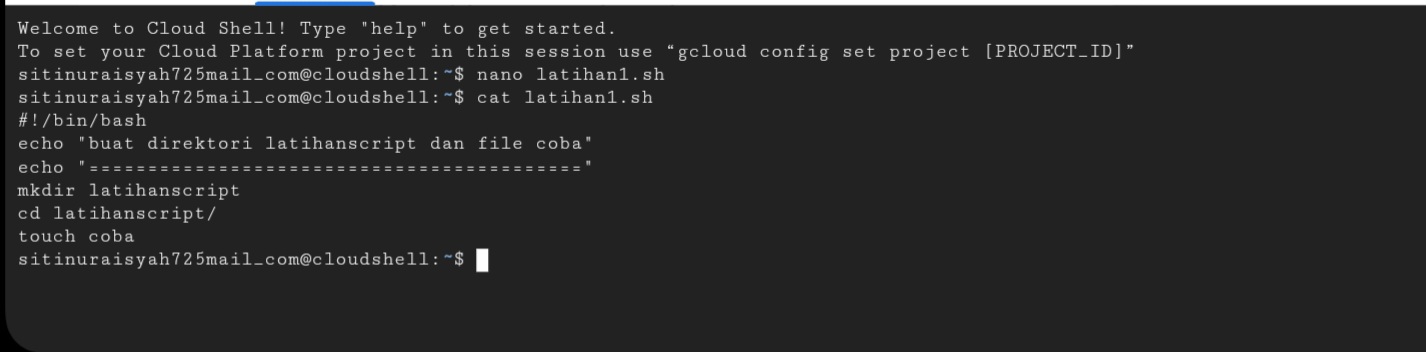 Welcome to Cloud Shell! Type "help" to get started.
To set your Cloud Platform project in this session use “gcloud config set project [PROJECT_ID]”
sitinuraisyah725mail_com@cloudshell:~$ nano latihan1.sh
sitinuraisyah725mail_com@cloudshell:~$ cat latihan1.sh
#!/bin/bash
echo "buat direktori latihanscript dan file coba"
echo "=========================================="
mkdir latihanscript
cd latihanscript/
touch coba
sitinuraisyah725mail_com@cloudshell:~$